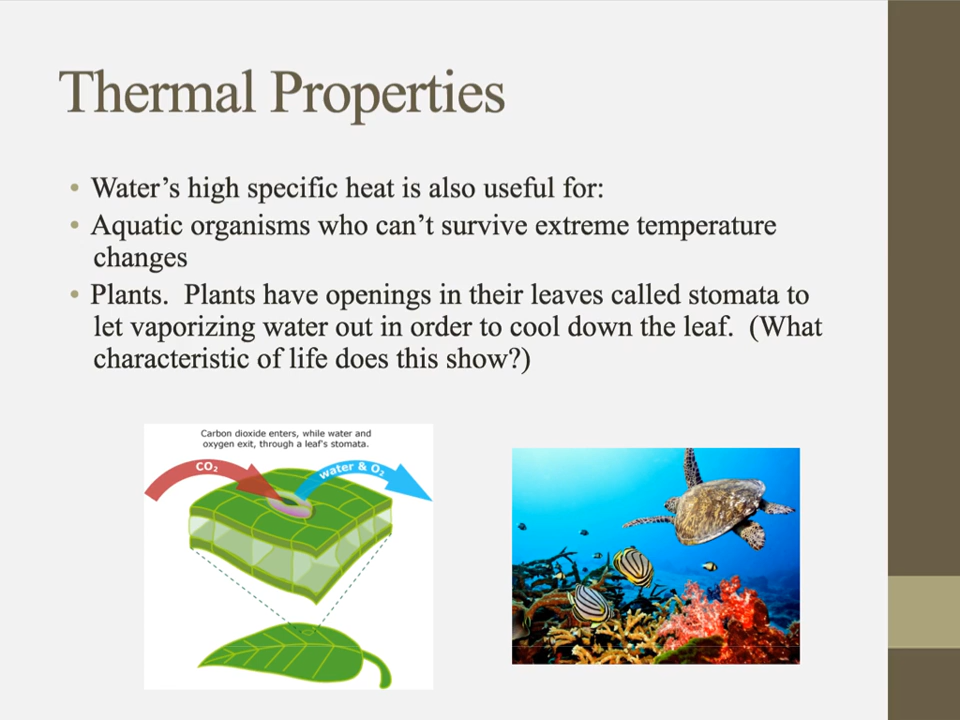 Thermal Properties
• Water’s high specific heat is also useful for:
• Aquatic organisms who can’t survive extreme temperature
changes
• Plants.  Plants have openings in their leaves called stomata to
let vaporizing water out in order to cool down the leaf.  (What
characteristic of life does this show?)
Carbon dioxide enters, while water and
oxygen exit, through a leaf's stomata.
CO₂
water & O₂